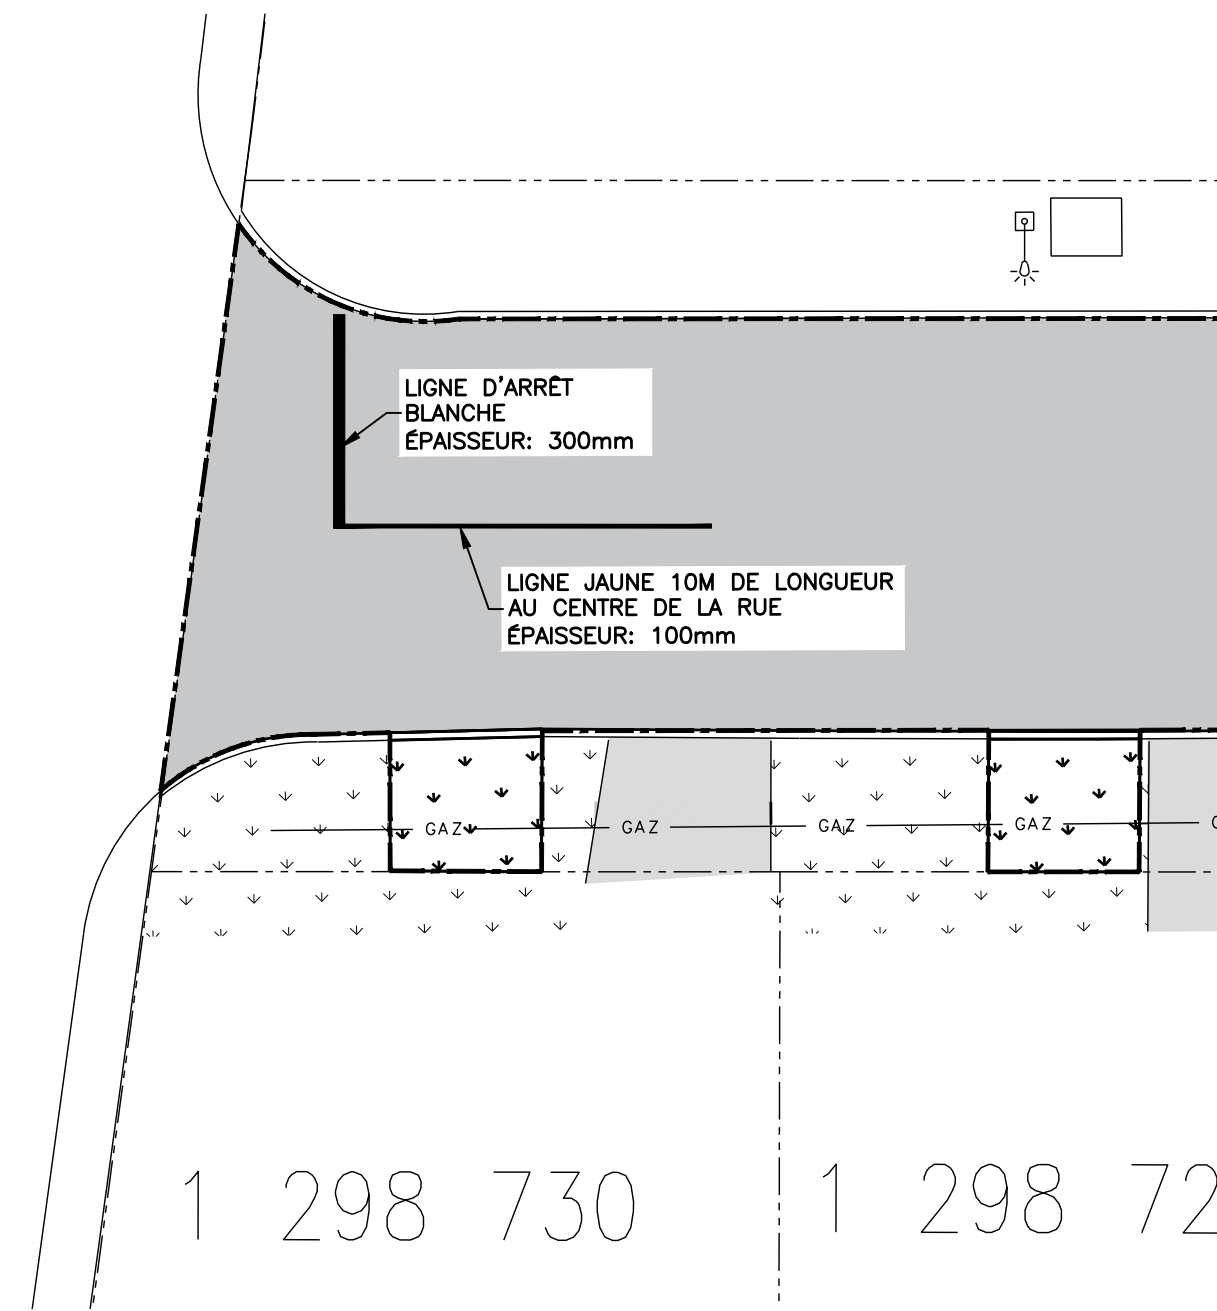 LIGNE D'ARRÊT
BLANCHE
ÉPAISSEUR: 300mm
LIGNE JAUNE 10M DE LONGUEUR
AU CENTRE DE LA RUE
ÉPAISSEUR: 100mm
GAZ GAZ GAZ GAZ
1 298 730
1 298 72